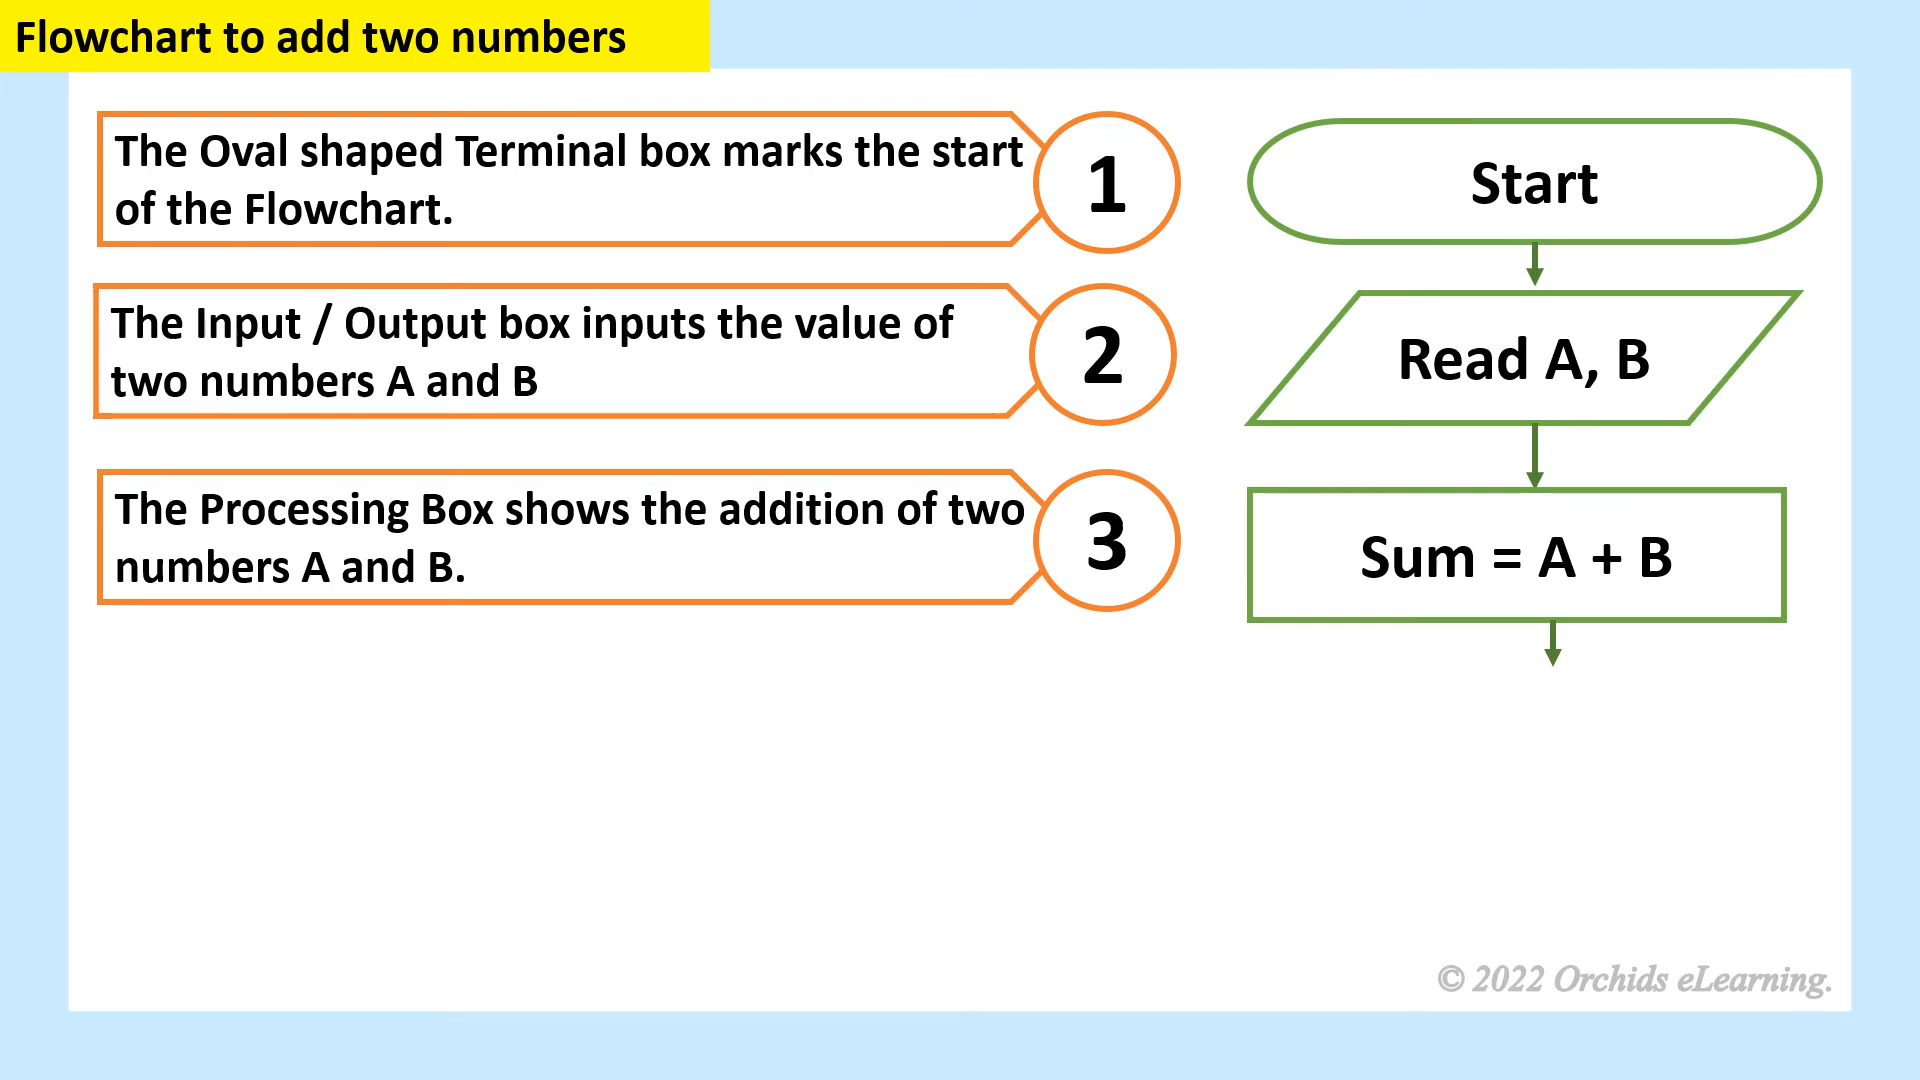 Flowchart to add two numbers
The Oval shaped Terminal box marks the start
of the Flowchart.
1
Start
The Input / Output box inputs the value of
two numbers A and B
2
Read A, B
The Processing Box shows the addition of two
numbers A and B.
3
Sum = A + B
© 2022 Orchids eLearning.